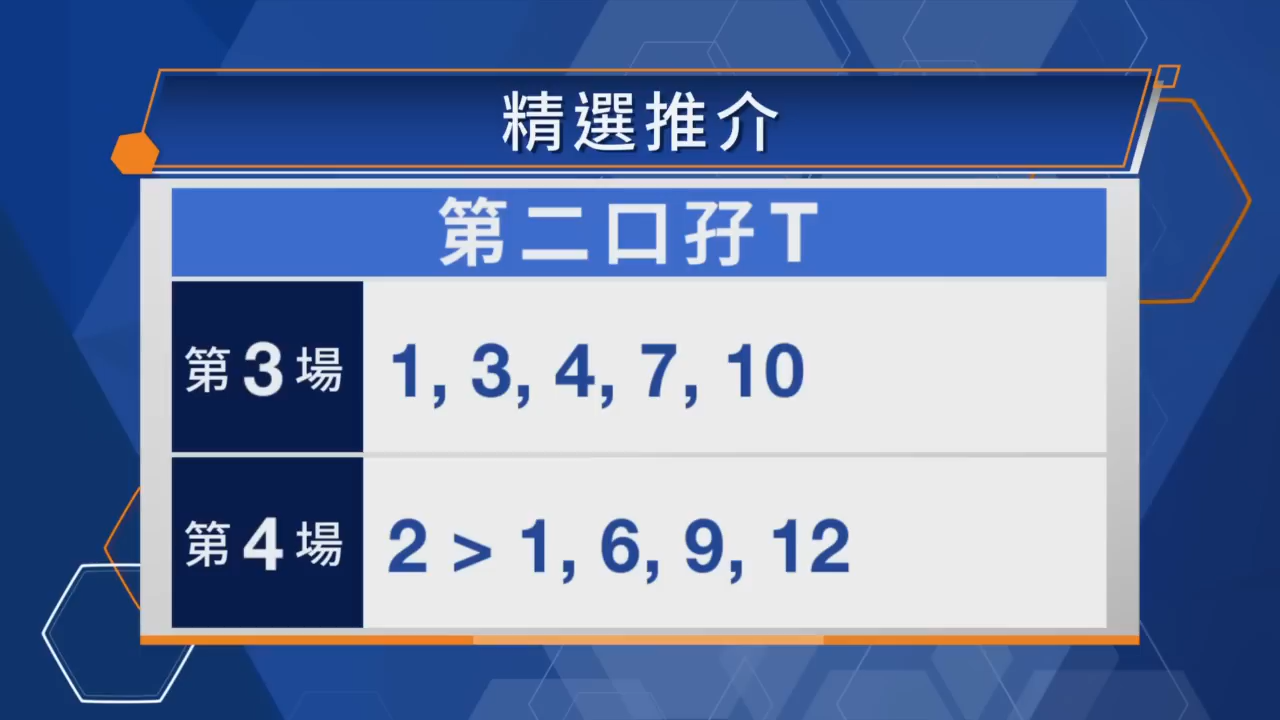 精選推介
第二口孖T
第3場 1, 3, 4, 7, 10
第4場 2 > 1, 6, 9, 12